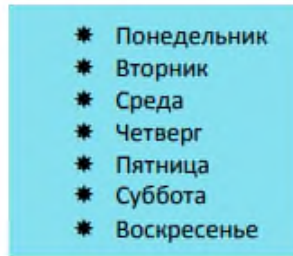 ✸ Понедельник
✸ Вторник
✸ Среда
✸ Четверг
✸ Пятница
✸ Суббота
✸ Воскресенье